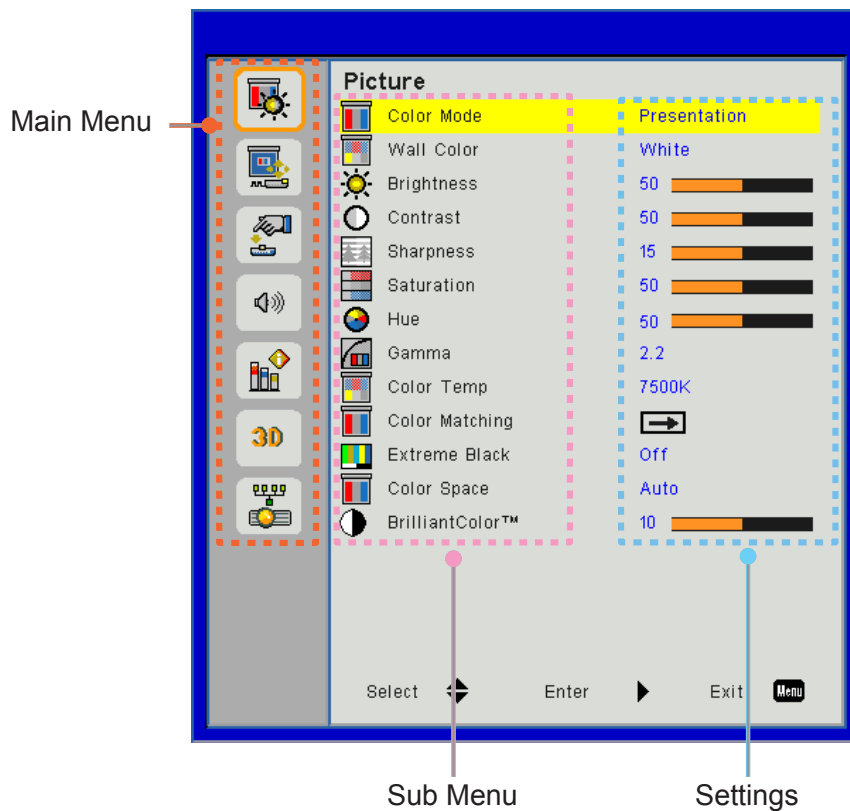 Picture
Main Menu
Color Mode Presentation
Wall Color White
Brightness 50
Contrast 50
Sharpness 15
Saturation 50
Hue 50
Gamma 2.2
Color Temp 7500K
Color Matching
3D
Extreme Black Off
Color Space Auto
BrilliantColor™ 10
Select Enter Exit Menu
Sub Menu Settings